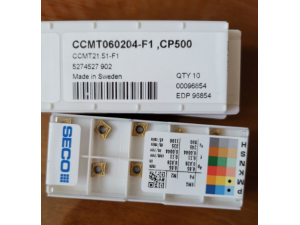 CCMT060204-F1 ,CP500
CCMT21.51-F1
5274527 902
Made in Sweden
QTY 10
00096854
EDP 96854
SECO
P
M
K
N
S
H